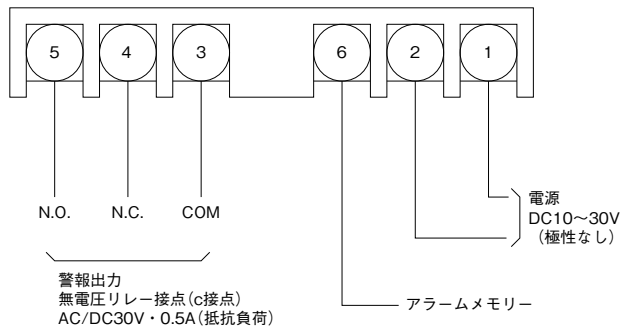 5 4 3 6 2 1
電源
DC10～30V
（極性なし）
N.O. N.C. COM
警報出力
無電圧リレー接点（c接点）
AC/DC30V・0.5A（抵抗負荷）
アラームメモリー